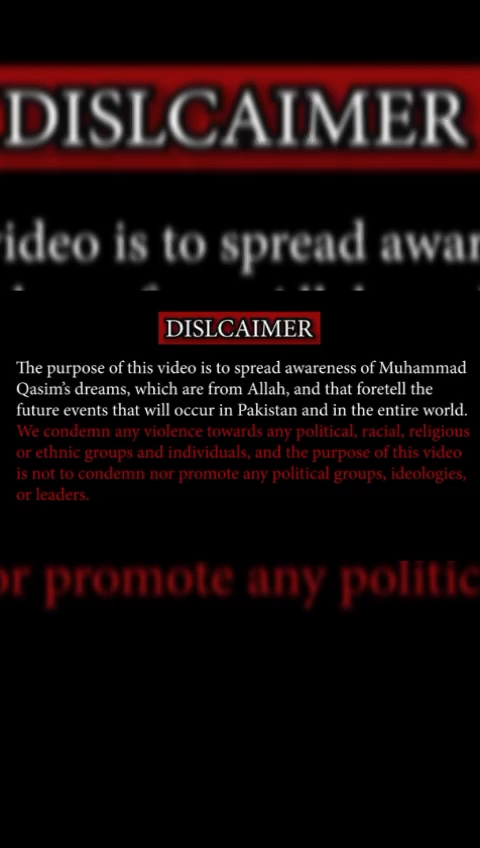 DISLCAIMER
video is to spread awar
DISLCAIMER
The purpose of this video is to spread awareness of Muhammad
Qasim's dreams, which are from Allah, and that foretell the
future events that will occur in Pakistan and in the entire world.
We condemn any violence towards any political, racial, religious
or ethnic groups and individuals, and the purpose of this video
is not to condemn nor promote any political groups, ideologies,
or leaders.
or promote any politic